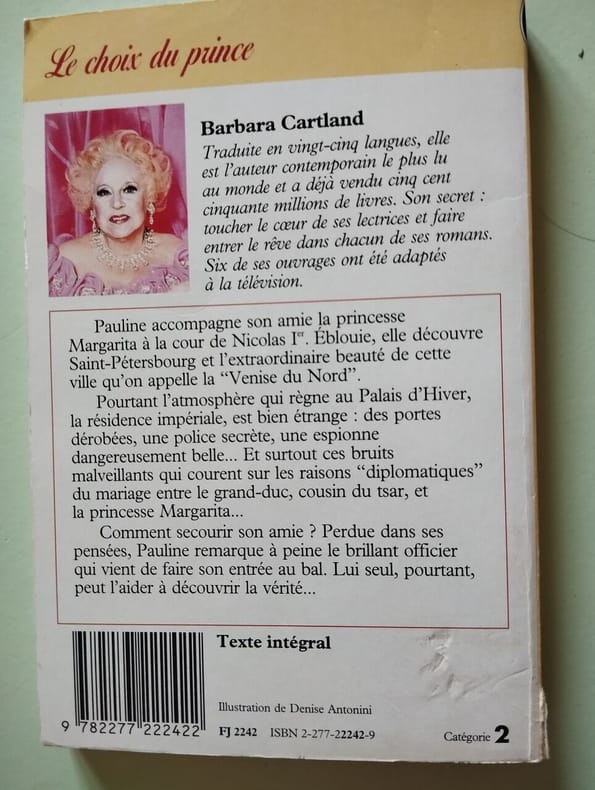 Le choix du prince
Barbara Cartland
Traduite en vingt-cinq langues, elle
est l'auteur contemporain le plus lu
au monde et a déjà vendu cinq cent
cinquante millions de livres. Son secret :
toucher le cœur de ses lectrices et faire
entrer le rêve dans chacun de ses romans.
Six de ses ouvrages ont été adaptés
à la télévision.
Pauline accompagne son amie la princesse
Margarita à la cour de Nicolas Ier. Éblouie, elle découvre
Saint-Pétersbourg et l'extraordinaire beauté de cette
ville qu'on appelle la "Venise du Nord".
Pourtant l'atmosphère qui règne au Palais d'Hiver,
la résidence impériale, est bien étrange : des portes
dérobées, une police secrète, une espionne
dangereusement belle... Et surtout ces bruits
malveillants qui courent sur les raisons "diplomatiques"
du mariage entre le grand-duc, cousin du tsar, et
la princesse Margarita...
Comment secourir son amie ? Perdue dans ses
pensées, Pauline remarque à peine le brillant officier
qui vient de faire son entrée au bal. Lui seul, pourtant,
peut l'aider à découvrir la vérité...
Texte intégral
Illustration de Denise Antonini
9 782277 222422
FJ 2242 ISBN 2-277-22242-9
Catégorie 2